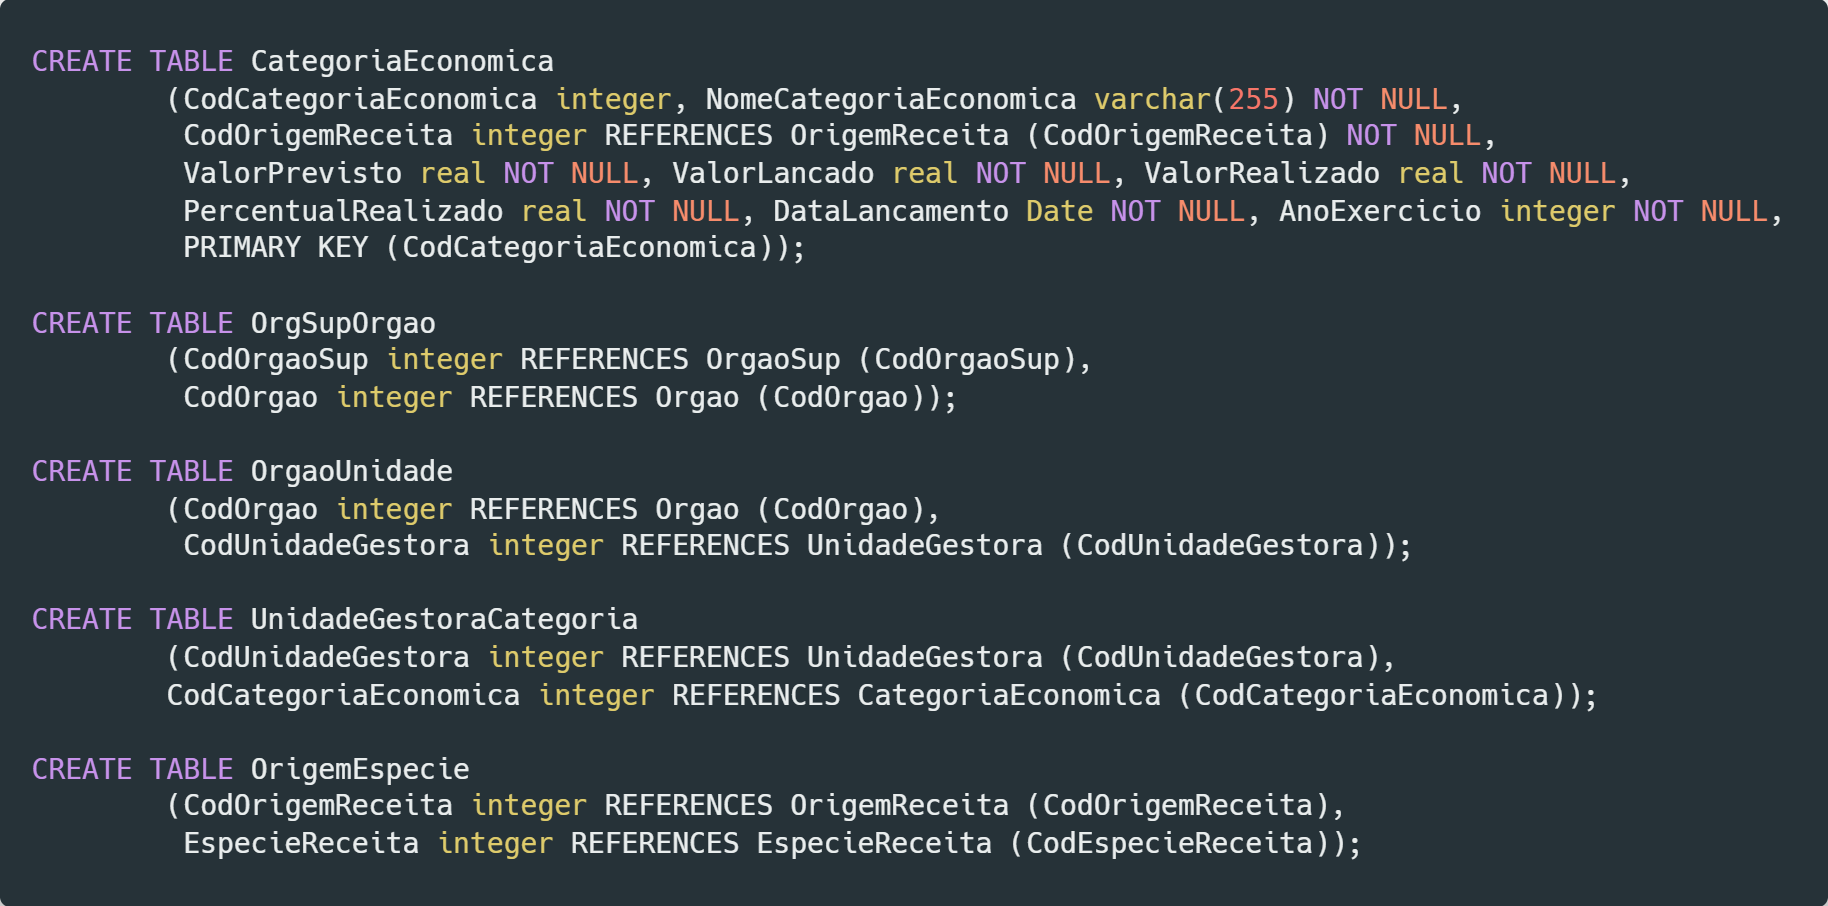 CREATE TABLE CategoriaEconomica
(CodCategoriaEconomica integer, NomeCategoriaEconomica varchar(255) NOT NULL,
CodOrigemReceita integer REFERENCES OrigemReceita (CodOrigemReceita) NOT NULL,
ValorPrevisto real NOT NULL, ValorLancado real NOT NULL, ValorRealizado real NOT NULL,
PercentualRealizado real NOT NULL, DataLancamento Date NOT NULL, AnoExercicio integer NOT NULL,
PRIMARY KEY (CodCategoriaEconomica));
CREATE TABLE OrgSupOrgao
(CodOrgaoSup integer REFERENCES OrgaoSup (CodOrgaoSup),
CodOrgao integer REFERENCES Orgao (CodOrgao));
CREATE TABLE OrgaoUnidade
(CodOrgao integer REFERENCES Orgao (CodOrgao),
CodUnidadeGestora integer REFERENCES UnidadeGestora (CodUnidadeGestora));
CREATE TABLE UnidadeGestoraCategoria
(CodUnidadeGestora integer REFERENCES UnidadeGestora (CodUnidadeGestora),
CodCategoriaEconomica integer REFERENCES CategoriaEconomica (CodCategoriaEconomica));
CREATE TABLE OrigemEspecie
(CodOrigemReceita integer REFERENCES OrigemReceita (CodOrigemReceita),
EspecieReceita integer REFERENCES EspecieReceita (CodEspecieReceita));